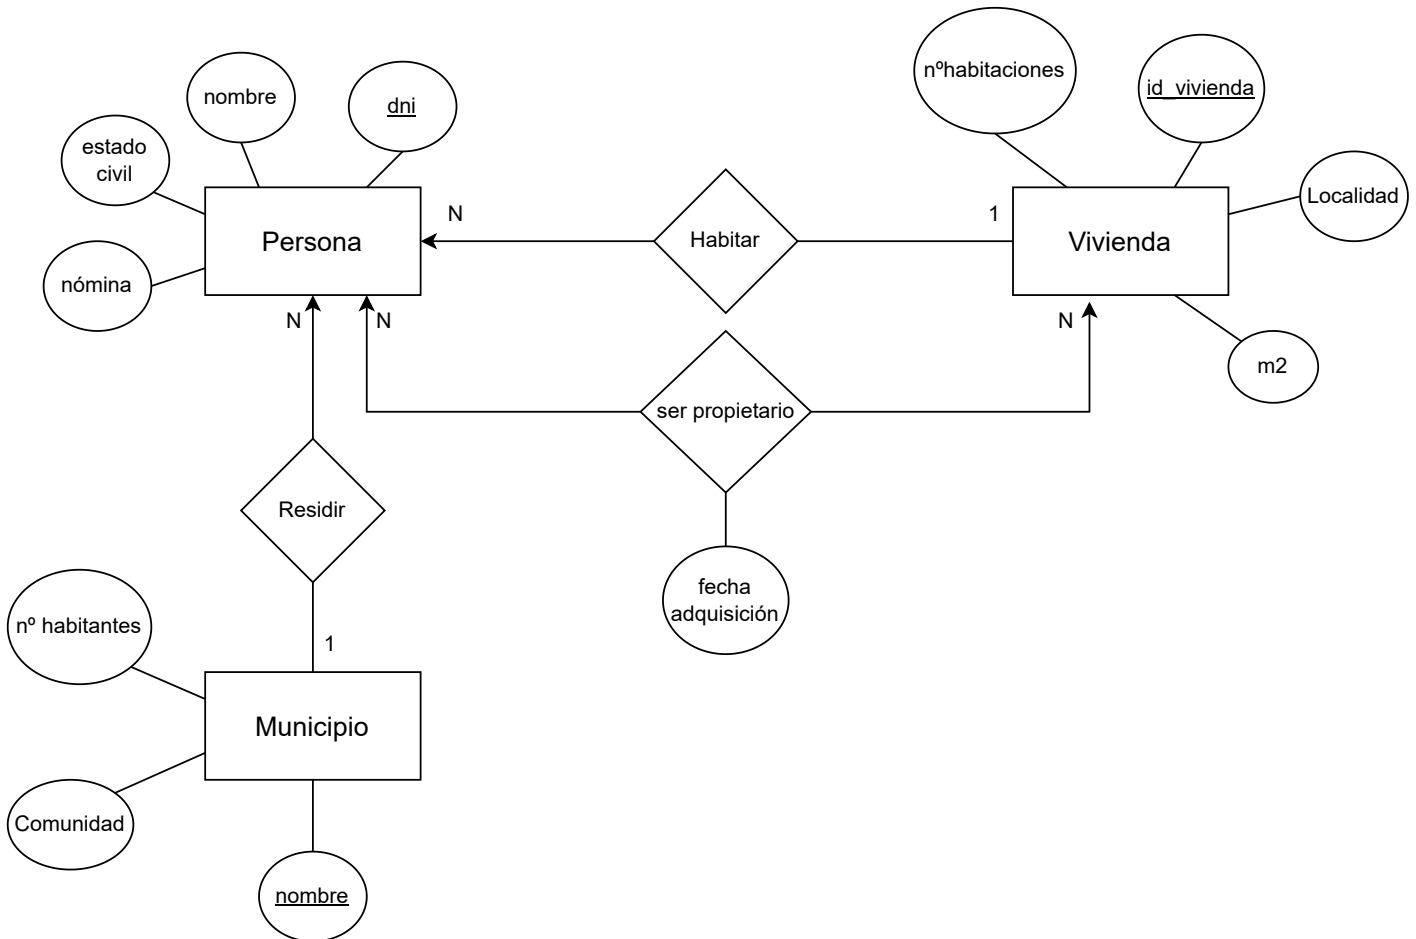 nºhabitaciones
id_vivienda
nombre
dni
estado
civil
Localidad
N
1
Persona
Habitar
Vivienda
nómina
N
N
N
m2
ser propietario
Residir
fecha
adquisición
nº habitantes
1
Municipio
Comunidad
nombre